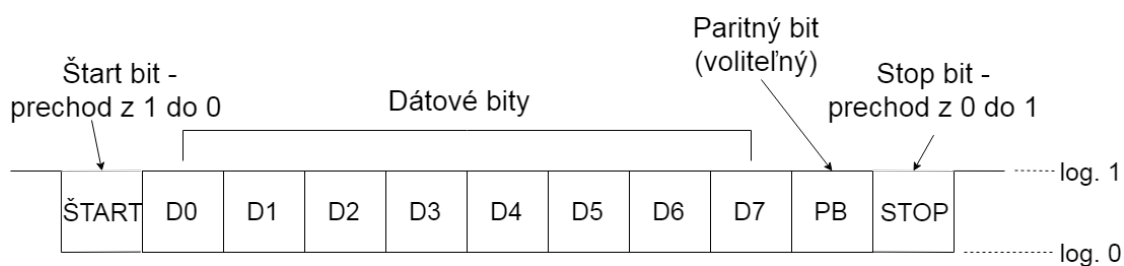 Štart bit -
prechod z 1 do 0
Dátové bity
Paritný bit
(voliteľný)
Stop bit -
prechod z 0 do 1
log. 1
ŠTART D0 D1 D2 D3 D4 D5 D6 D7 PB STOP
log. 0